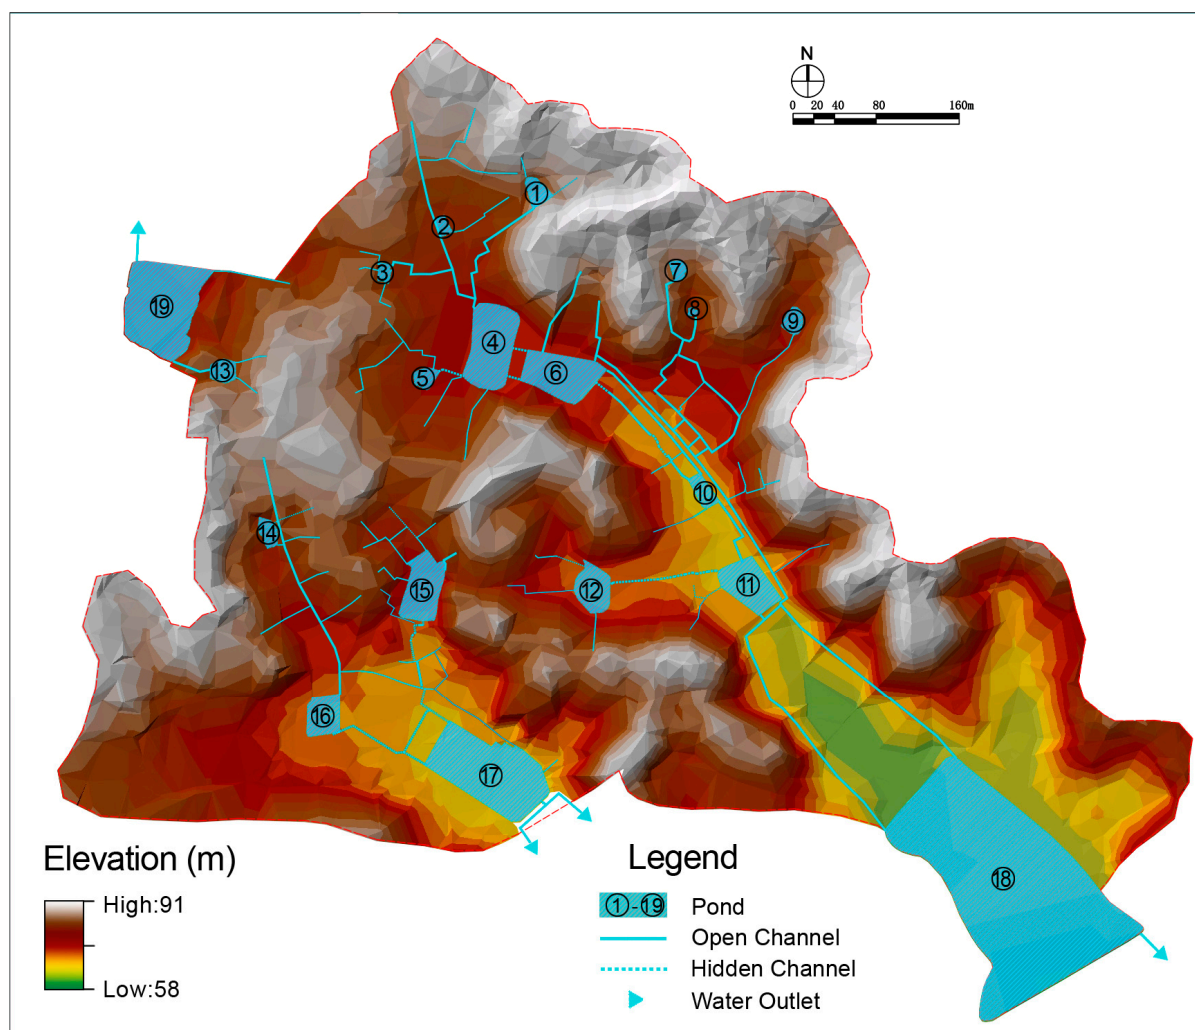 N
0 20 40 80 160m
①
②
③
⑦
⑧
⑲
⑨
④
⑬
⑤
⑥
⑩
⑭
⑮
⑫
⑪
⑯
⑰
⑱
Elevation (m)
High:91
Low:58
Legend
①-⑲ Pond
Open Channel
Hidden Channel
Water Outlet